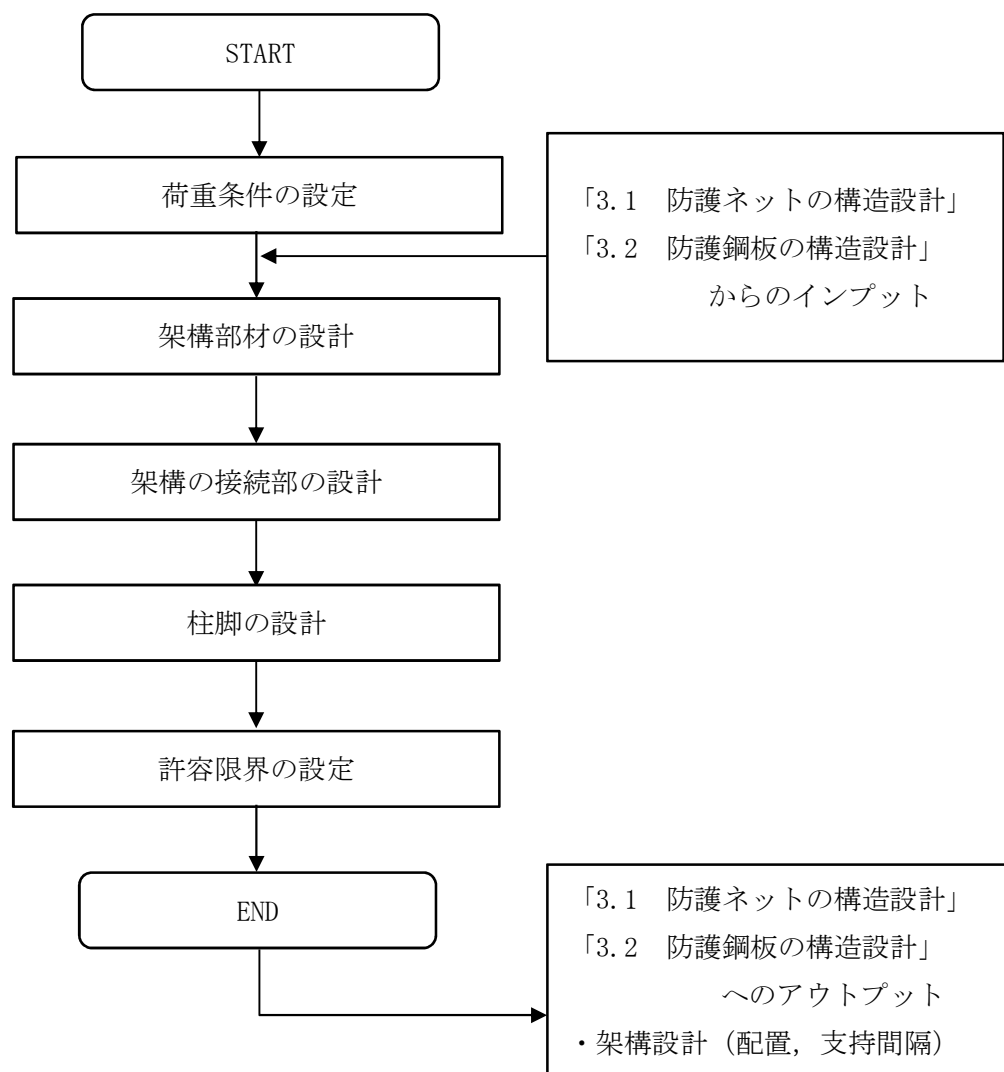 START
荷重条件の設定
「3.1　防護ネットの構造設計」
「3.2　防護鋼板の構造設計」
からのインプット
架構部材の設計
架構の接続部の設計
柱脚の設計
許容限界の設定
END
「3.1　防護ネットの構造設計」
「3.2　防護鋼板の構造設計」
へのアウトプット
・架構設計（配置，支持間隔）